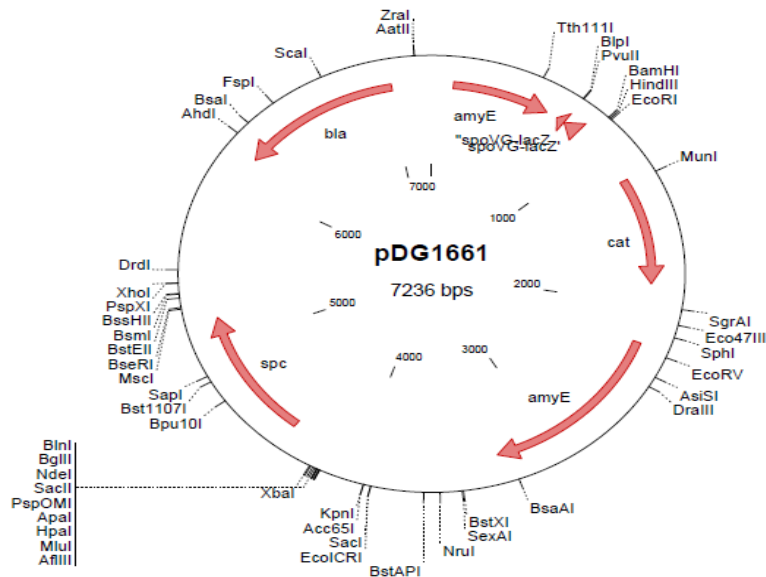 ZraI
AatII
Tth111I
BlpI
PvuII
BamHI
HindIII
EcoRI
MunI
SgrAI
Eco47III
SphI
EcoRV
AsiSI
DraIII
BsaAI
BstXI
SexAI
NruI
BstAPI
KpnI
Acc65I
SacI
EcoICRI
XbaI
BlnI
BglII
NdeI
SacII
PspOMI
ApaI
HpaI
MluI
AflIII
SapI
Bst1107I
Bpu10I
DrdI
XhoI
PspXI
BssHII
BsmI
BstEII
BseRI
MscI
ScaI
FspI
BsaI
AhdI
bla
amyE
"spoVG-lacZ"
'spoVG-lacZ'
cat
amyE
spc
7000
1000
2000
3000
4000
5000
6000
pDG1661
7236 bps